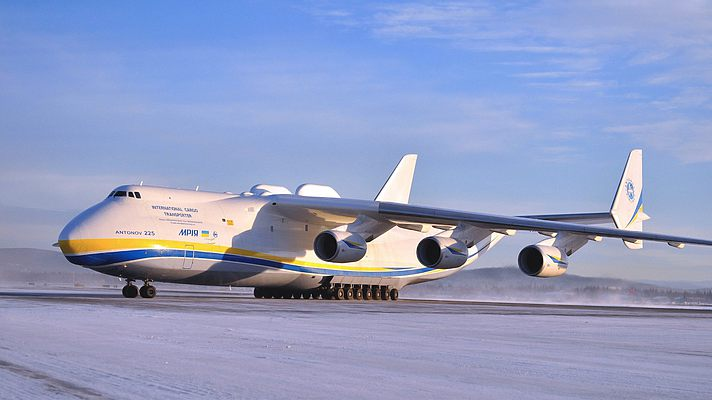 INTERNATIONAL CARGO
TRANSPORTER
ANTONOV 225
МРІЯ